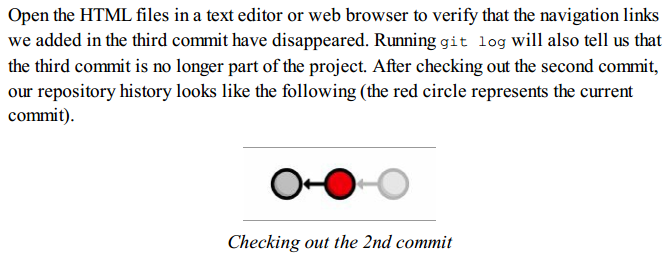 Open the HTML files in a text editor or web browser to verify that the navigation links
we added in the third commit have disappeared. Running git log will also tell us that
the third commit is no longer part of the project. After checking out the second commit,
our repository history looks like the following (the red circle represents the current
commit).
Checking out the 2nd commit